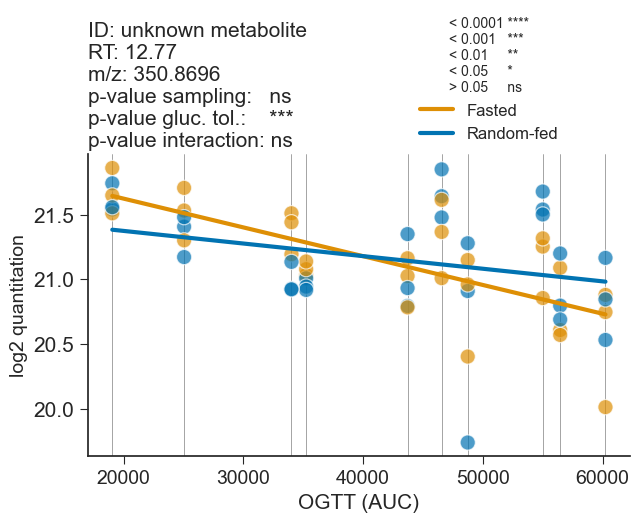 ID: unknown metabolite
RT: 12.77
m/z: 350.8696
p-value sampling: ns
p-value gluc. tol.: ***
p-value interaction: ns
< 0.0001 ****
< 0.001 ***
< 0.01 **
< 0.05 *
> 0.05 ns
Fasted
Random-fed
log2 quantitation
21.5
21.0
20.5
20.0
20000 30000 40000 50000 60000
OGTT (AUC)